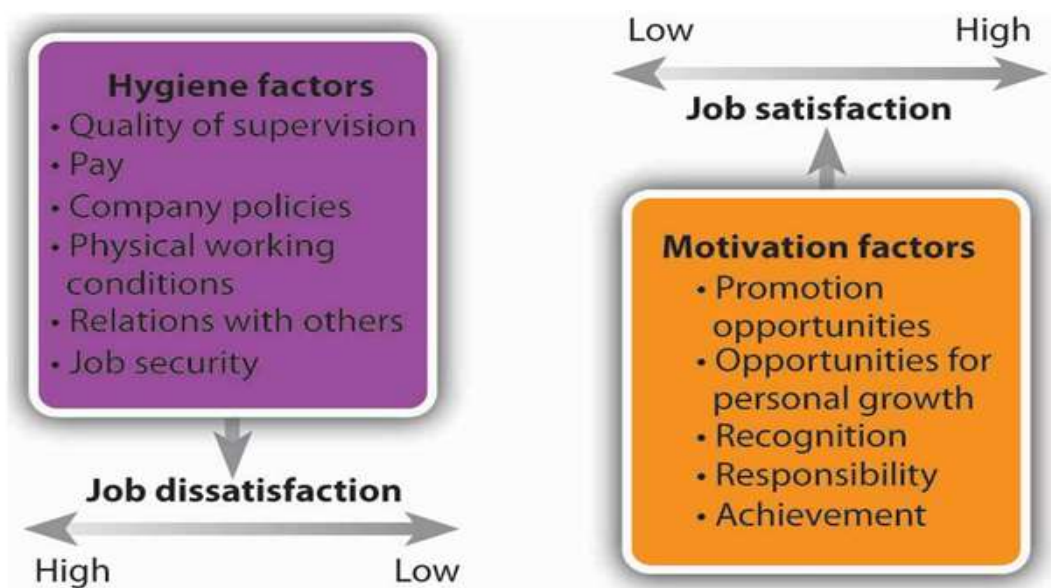 Hygiene factors
• Quality of supervision
• Pay
• Company policies
• Physical working
conditions
• Relations with others
• Job security
Job dissatisfaction
High Low
Low High
Job satisfaction
Motivation factors
• Promotion
opportunities
• Opportunities for
personal growth
• Recognition
• Responsibility
• Achievement